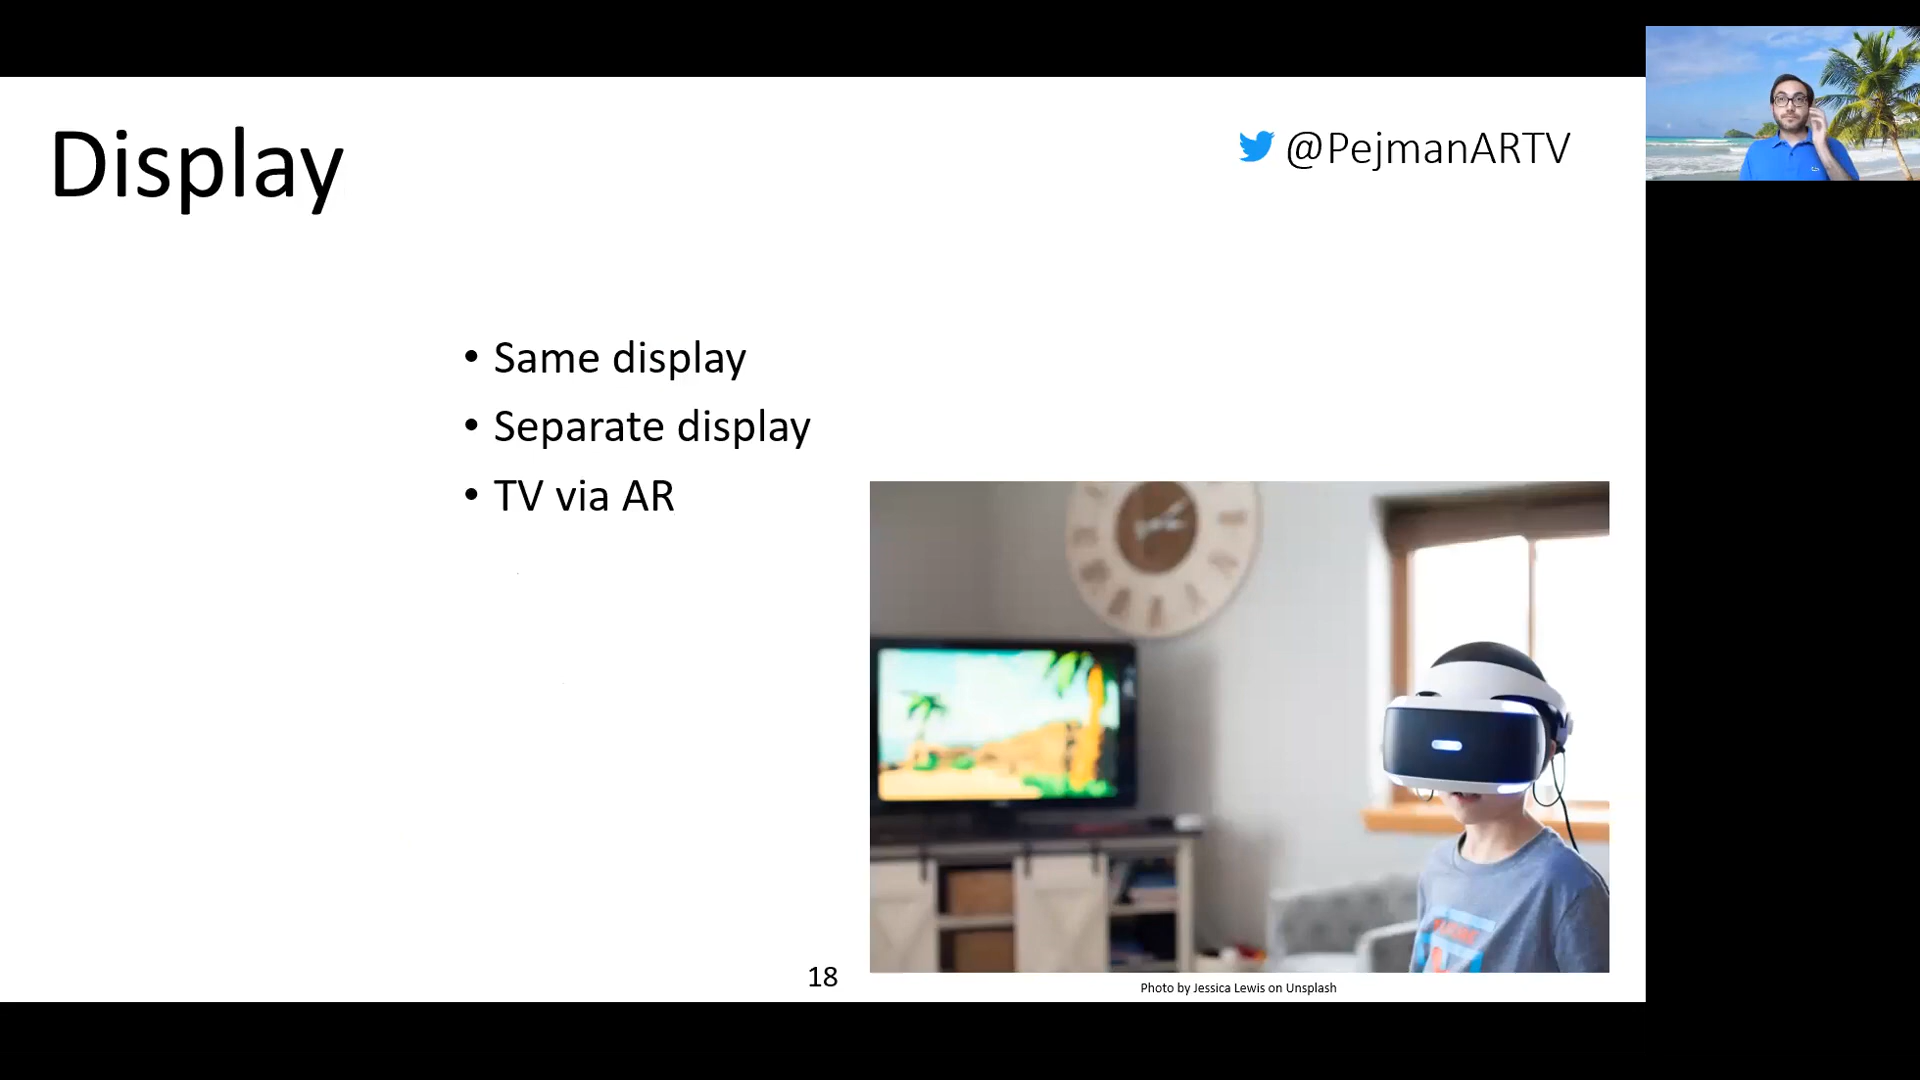 Display
@PejmanARTV
• Same display
• Separate display
• TV via AR
18
Photo by Jessica Lewis on Unsplash